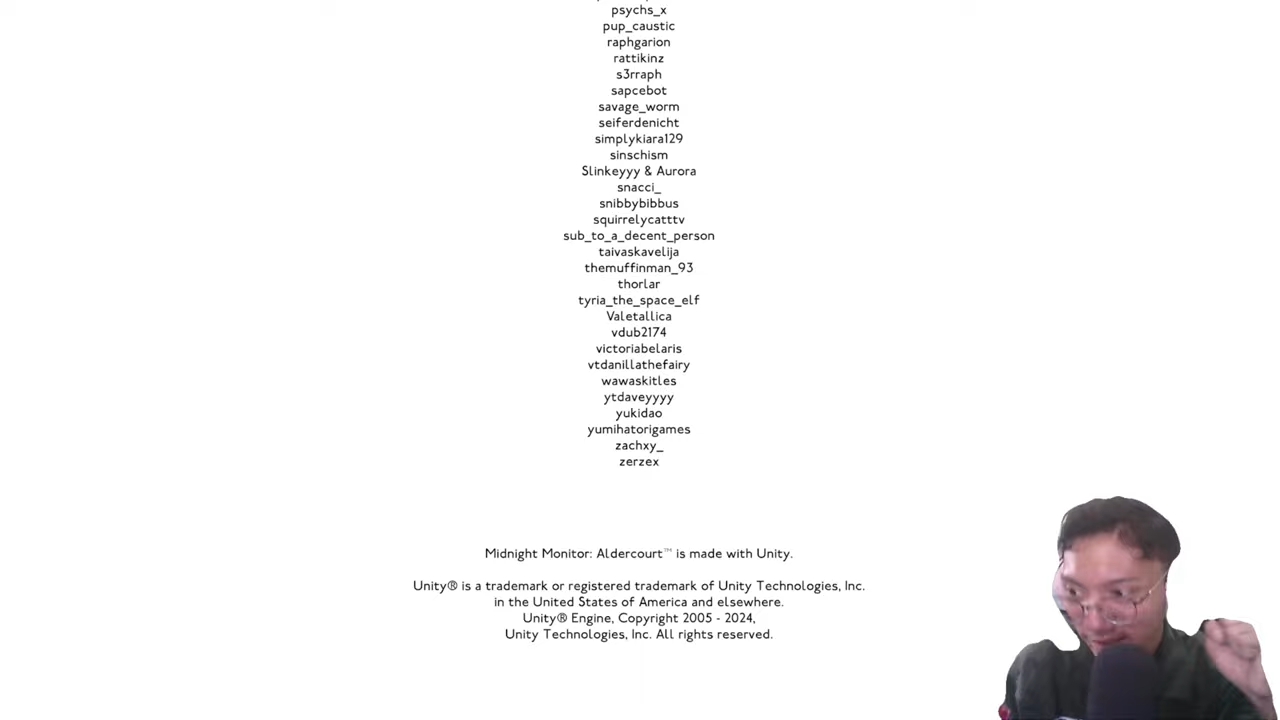 psychs_x
pup_caustic
raphgarion
rattikinz
s3rraph
sapcebot
savage_worm
seiferdenicht
simplykiara129
sinschism
Slinkeyyy & Aurora
snacci_
snibbybibbus
squirrelycatttv
sub_to_a_decent_person
taivaskavelija
themuffinman_93
thorlar
tyria_the_space_elf
Valetallica
vdub2174
victoriabelaris
vtdanillathefairy
wawaskitles
ytdaveyyyy
yukidao
yumihatorigames
zachxy_
zerzex
Midnight Monitor: Aldercourt™ is made with Unity.
Unity® is a trademark or registered trademark of Unity Technologies, Inc.
in the United States of America and elsewhere.
Unity® Engine, Copyright 2005 - 2024,
Unity Technologies, Inc. All rights reserved.